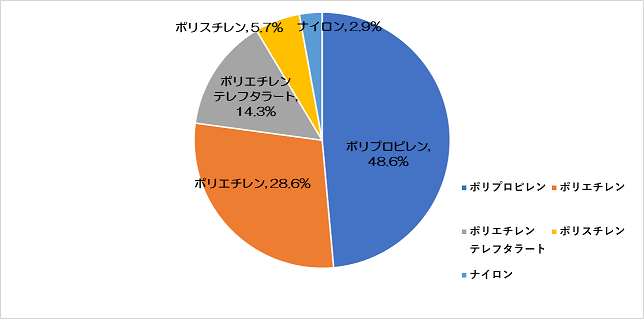 ポリスチレン, 5.7%
ナイロン, 2.9%
ポリエチレン
テレフタラート,
14.3%
ポリプロピレン,
48.6%
ポリエチレン, 28.6%
ポリプロピレン
ポリエチレン
ポリエチレン
テレフタラート
ポリスチレン
ナイロン